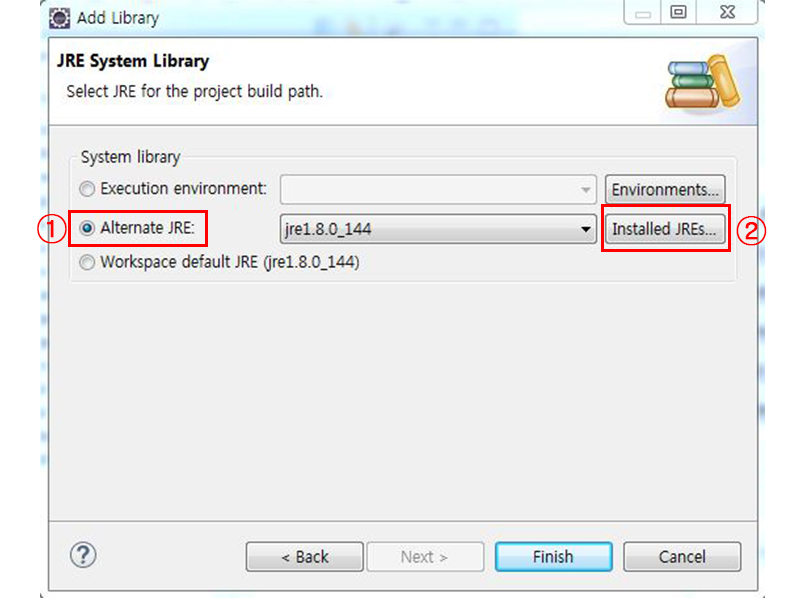 Add Library
JRE System Library
Select JRE for the project build path.
System library
Execution environment:
Environments...
① Alternate JRE:
jre1.8.0_144
Installed JREs... ②
Workspace default JRE (jre1.8.0_144)
?
< Back
Next >
Finish
Cancel